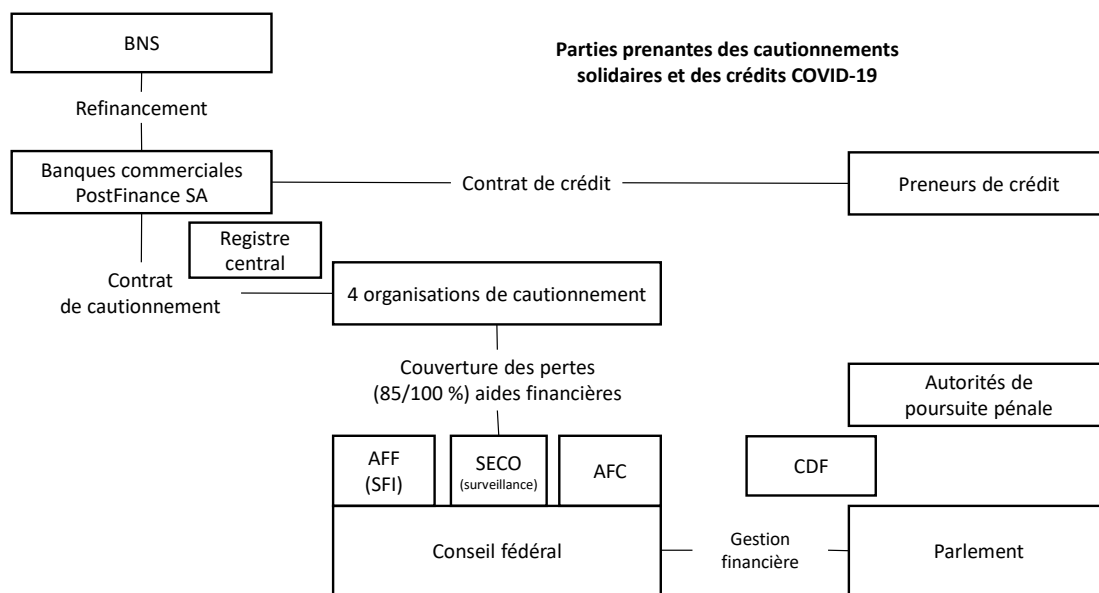 BNS
Parties prenantes des cautionnements
solidaires et des crédits COVID-19
Refinancement
Banques commerciales
PostFinance SA
Contrat de crédit
Preneurs de crédit
Registre
central
Contrat
de cautionnement
4 organisations de cautionnement
Couverture des pertes
(85/100 %) aides financières
Autorités de
poursuite pénale
AFF
(SFI)
SECO
(surveillance)
AFC
CDF
Conseil fédéral
Gestion
financière
Parlement